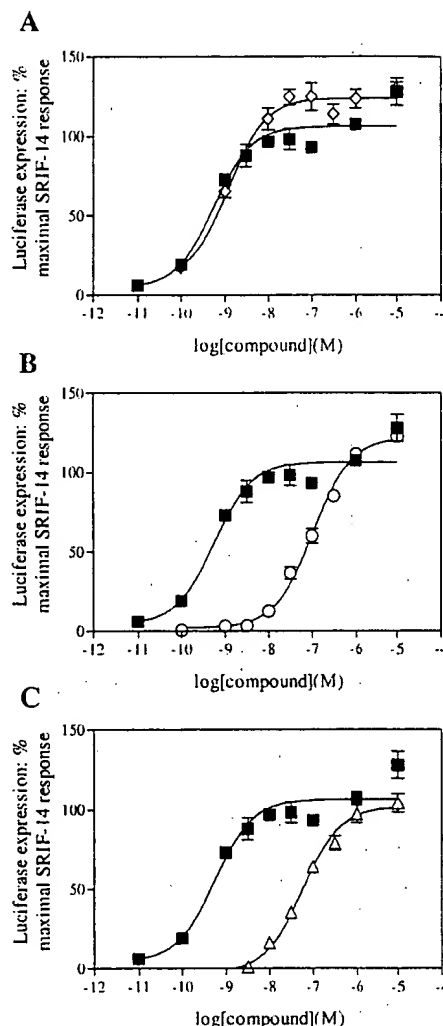 A
Luciferase expression: %
maximal SRIF-14 response
150
100
50
0
-12 -11 -10 -9 -8 -7 -6 -5 -4
log[compound](M)
B
Luciferase expression: %
maximal SRIF-14 response
150
100
50
0
-12 -11 -10 -9 -8 -7 -6 -5
log[compound](M)
C
Luciferase expression: %
maximal SRIF-14 response
150
100
50
0
-12 -11 -10 -9 -8 -7 -6 -5
log[compound](M)